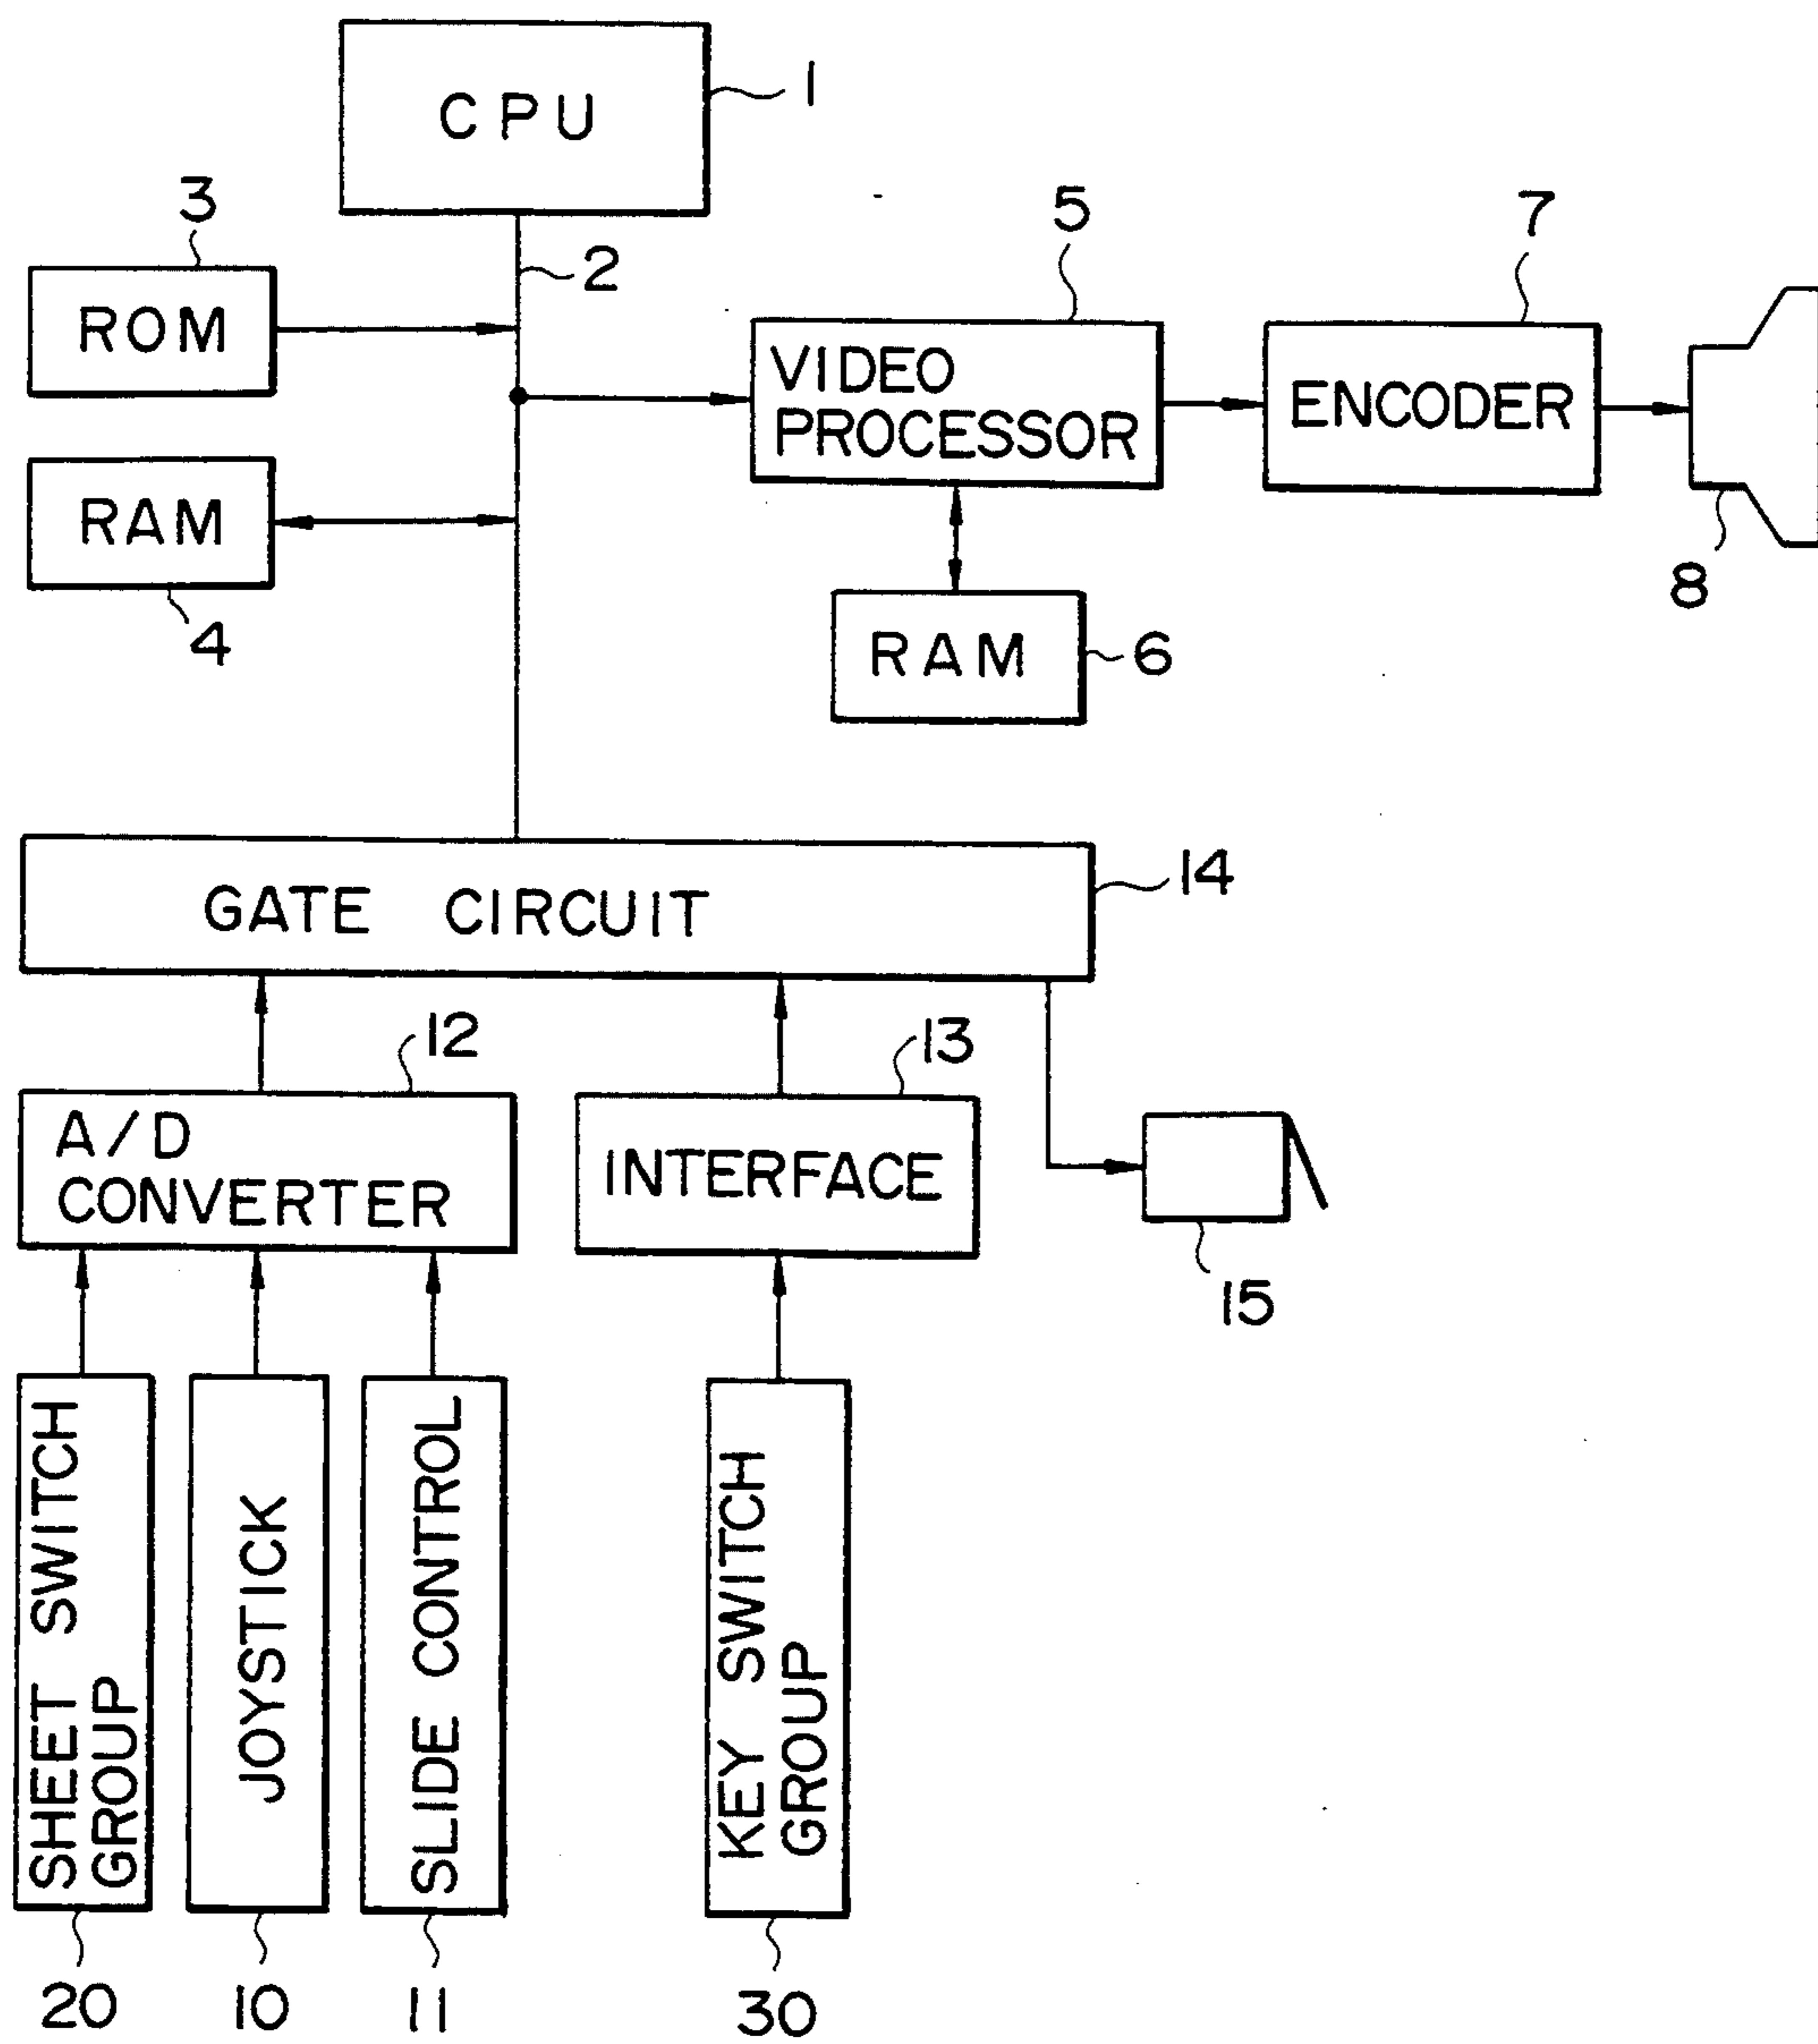 CPU
1
3
2
5
7
ROM
VIDEO
PROCESSOR
ENCODER
RAM
4
8
RAM
6
GATE CIRCUIT
14
12
13
A/D
CONVERTER
INTERFACE
15
SHEET SWITCH
GROUP
JOYSTICK
SLIDE CONTROL
KEY SWITCH
GROUP
20
10
11
30